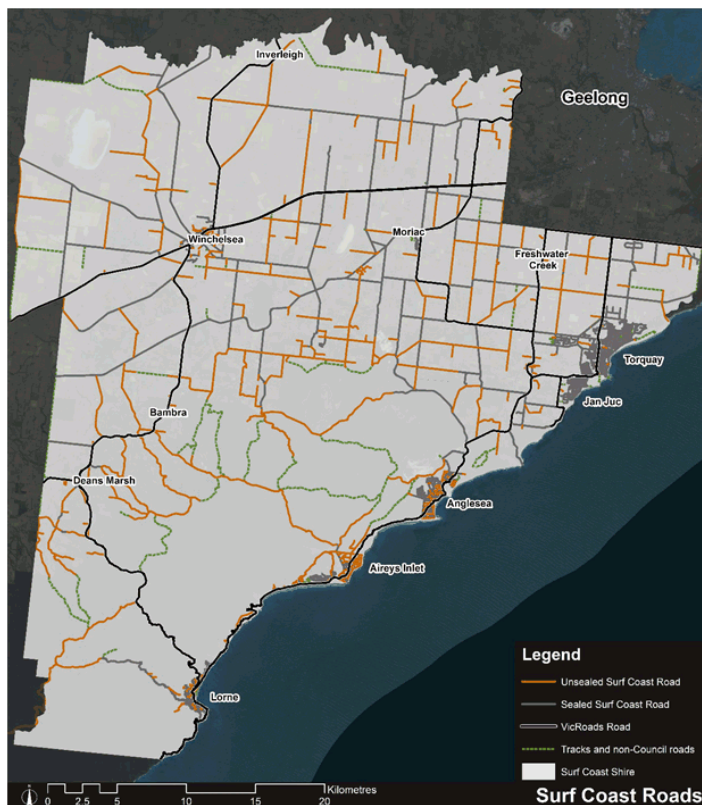 Inverleigh
Geelong
Winchelsea
Moriac
Freshwater
Creek
Torquay
Jan Juc
Bambra
Deans Marsh
Anglesea
Aireys Inlet
Lorne
Legend
Unsealed Surf Coast Road
Sealed Surf Coast Road
VicRoads Road
Tracks and non-Council roads
Surf Coast Shire
Kilometres
0 2.5 5 10 15 20
Surf Coast Roads